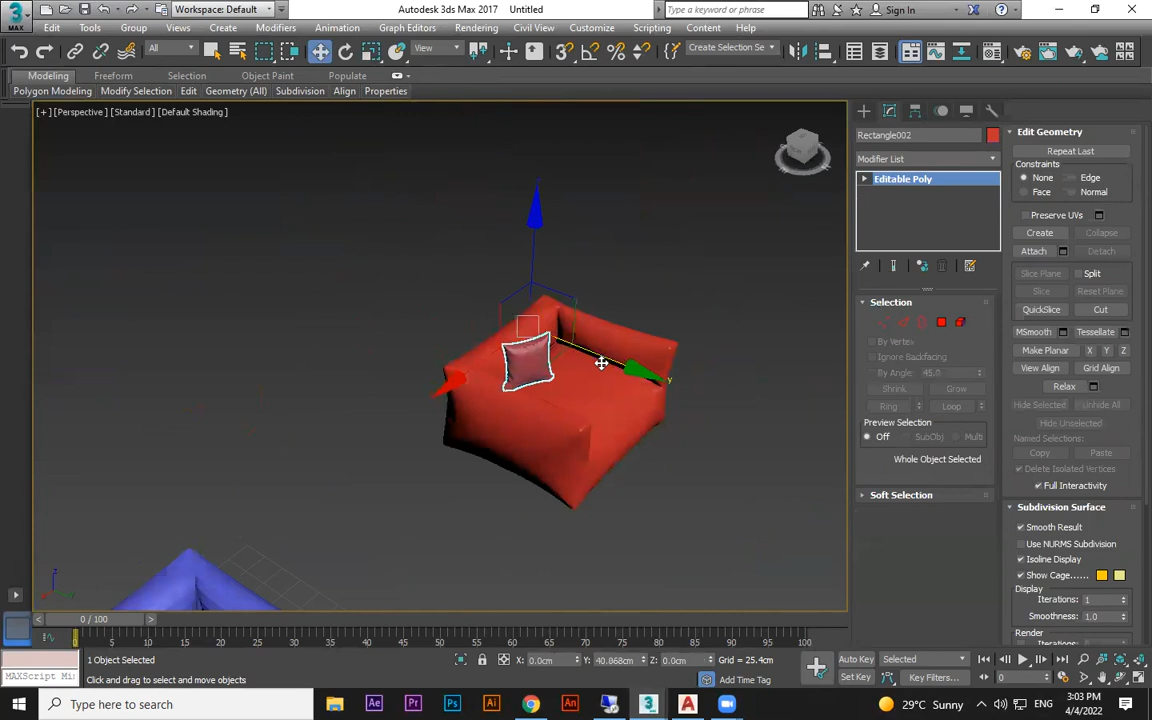 3 MAX
Workspace: Default
Autodesk 3ds Max 2017 Untitled
Type a keyword or phrase
Sign In
Edit Tools Group Views Create Modifiers Animation Graph Editors Rendering Civil View Customize Scripting Content Help
All View Create Selection Se
Modeling Freeform Selection Object Paint Populate
Polygon Modeling Modify Selection Edit Geometry (All) Subdivision Align Properties
[+] [Perspective] [Standard] [Default Shading]
Rectangle002
Modifier List
Editable Poly
Selection
By Vertex
Ignore Backfacing
By Angle: 45.0
Shrink Grow
Ring Loop
Preview Selection
Off SubObj Multi
Whole Object Selected
Soft Selection
Edit Geometry
Repeat Last
Constraints
None Edge
Face Normal
Preserve UVs
Create Collapse
Attach Detach
Slice Plane Split
Slice Reset Plane
QuickSlice Cut
MSmooth Tessellate
Make Planar X Y Z
View Align Grid Align
Relax
Hide Selected Unhide All
Hide Unselected
Named Selections:
Copy Paste
Delete Isolated Vertices
Full Interactivity
Subdivision Surface
Smooth Result
Use NURMS Subdivision
Isoline Display
Show Cage......
Display
Iterations: 1
Smoothness: 1.0
Render
y
z
0 / 100
0 5 10 15 20 25 30 35 40 45 50 55 60 65 70 75 80 85 90 95 100
1 Object Selected
X: 0.0cm Y: 40.868cm Z: 0.0cm Grid = 25.4cm
Auto Key Selected
MAXScript Mi
Click and drag to select and move objects
Add Time Tag
Set Key Key Filters... 0
Type here to search
Ae Pr Ps Ai An 3 A
29°C Sunny
ENG
3:03 PM
4/4/2022